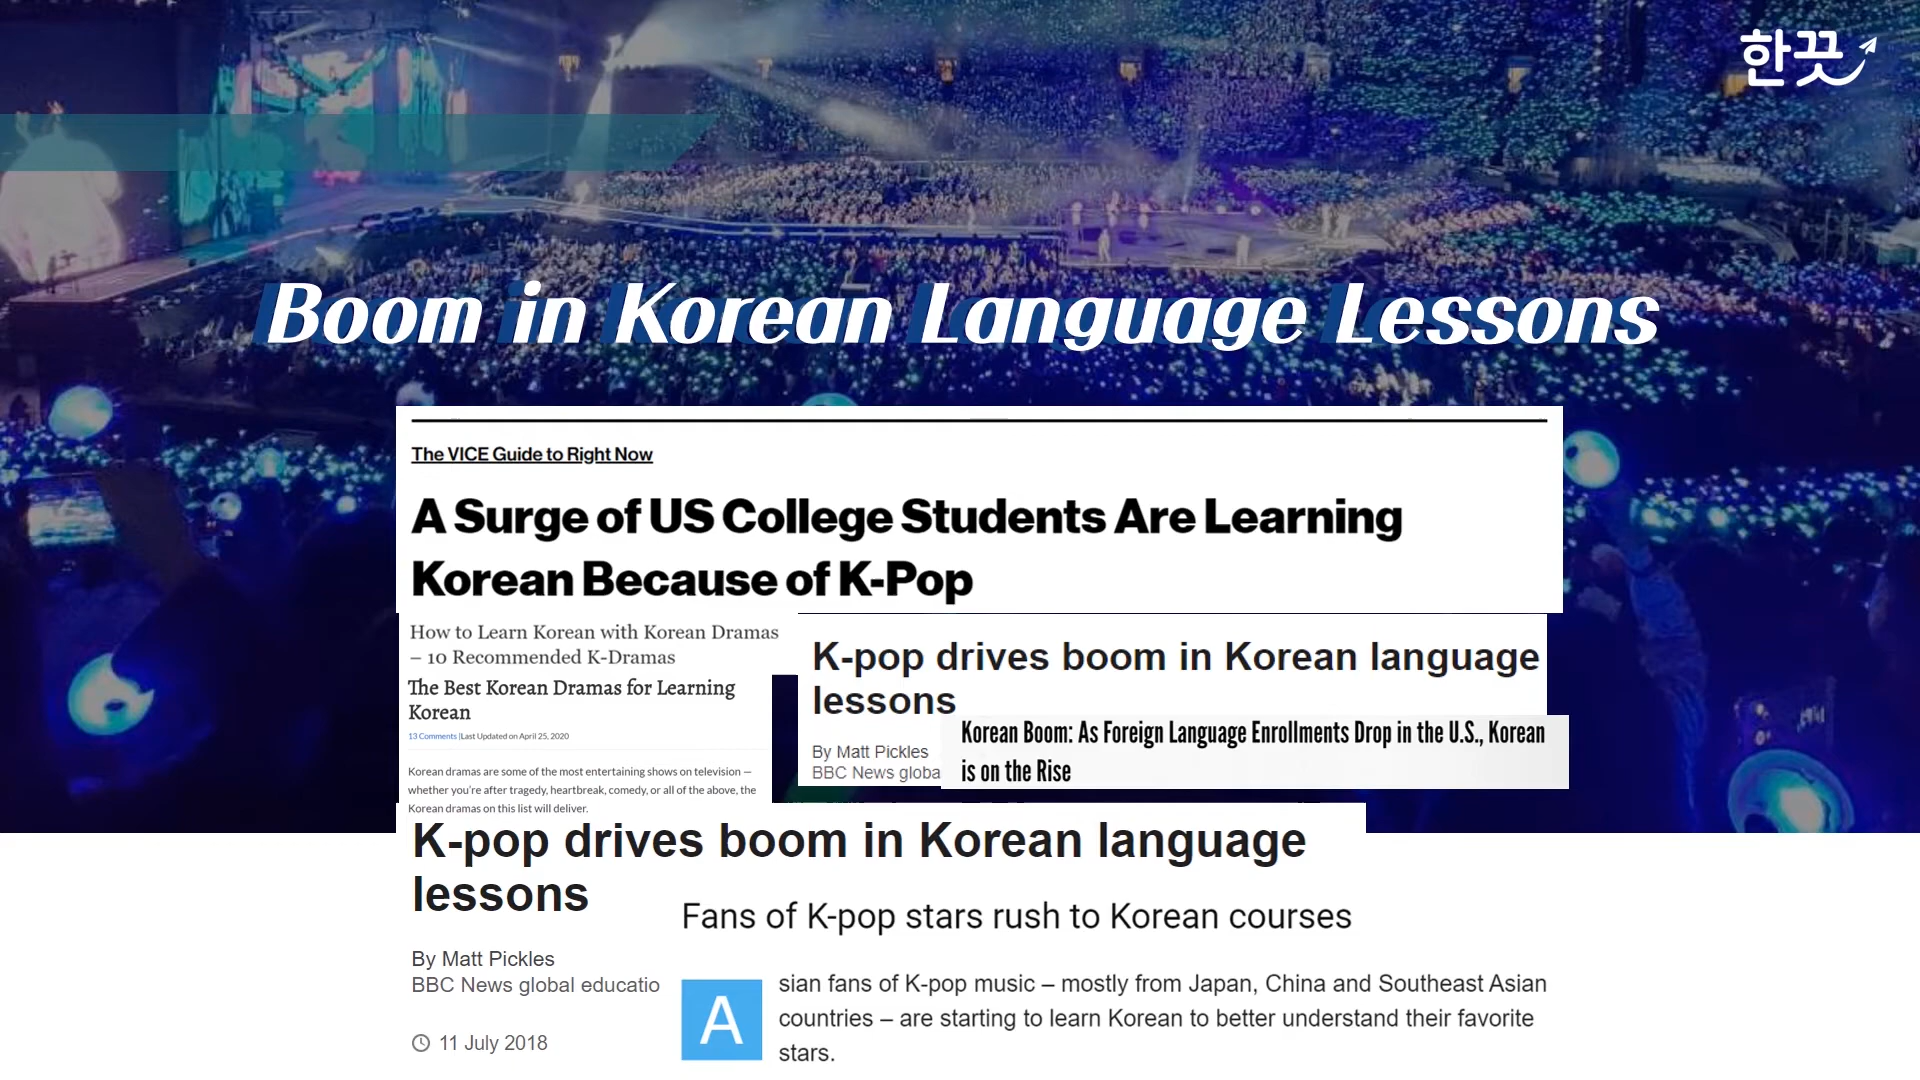 한끗
Boom in Korean Language Lessons
The VICE Guide to Right Now
A Surge of US College Students Are Learning
Korean Because of K-Pop
How to Learn Korean with Korean Dramas
– 10 Recommended K-Dramas
The Best Korean Dramas for Learning
Korean
13 Comments |Last Updated on April 25, 2020
Korean dramas are some of the most entertaining shows on television —
whether you're after tragedy, heartbreak, comedy, or all of the above, the
Korean dramas on this list will deliver.
K-pop drives boom in Korean language
lessons
By Matt Pickles
BBC News globa
Korean Boom: As Foreign Language Enrollments Drop in the U.S., Korean
is on the Rise
K-pop drives boom in Korean language
lessons
By Matt Pickles
BBC News global educatio
11 July 2018
Fans of K-pop stars rush to Korean courses
Asian fans of K-pop music – mostly from Japan, China and Southeast Asian
countries – are starting to learn Korean to better understand their favorite
stars.